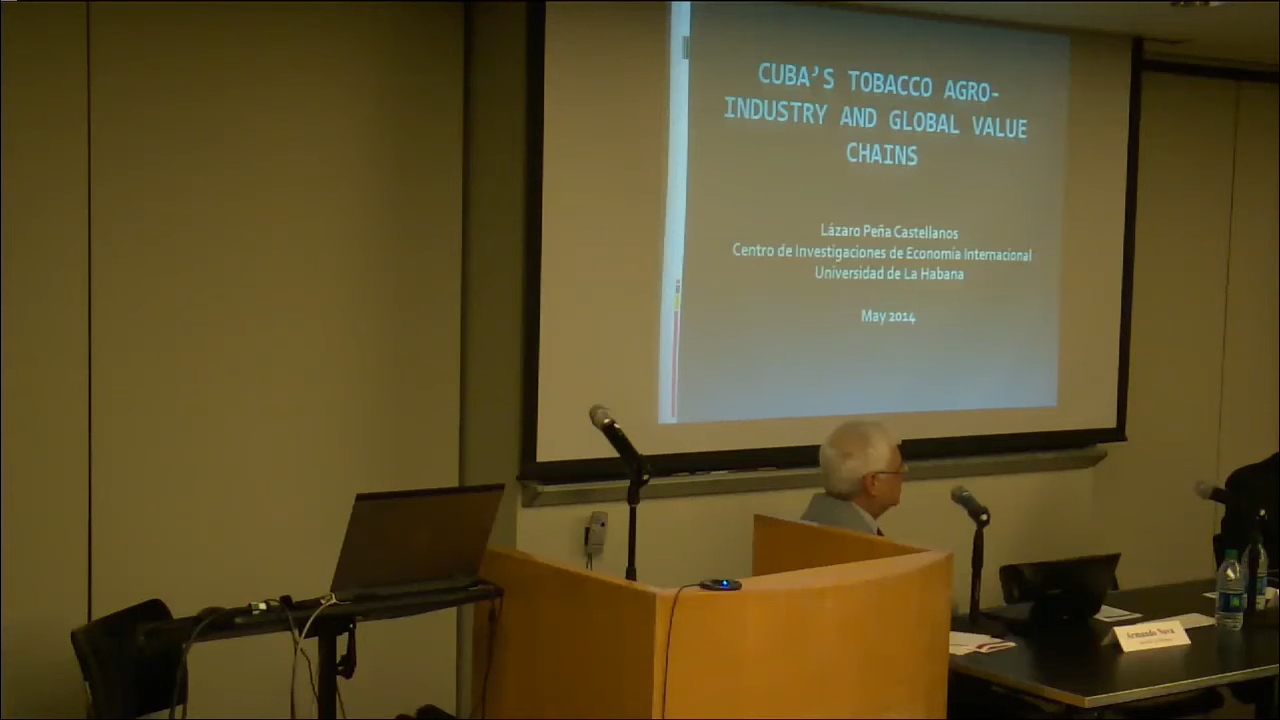 CUBA'S TOBACCO AGRO-
INDUSTRY AND GLOBAL VALUE
CHAINS
Lázaro Peña Castellanos
Centro de Investigaciones de Economía Internacional
Universidad de La Habana
May 2014
Armando Nova